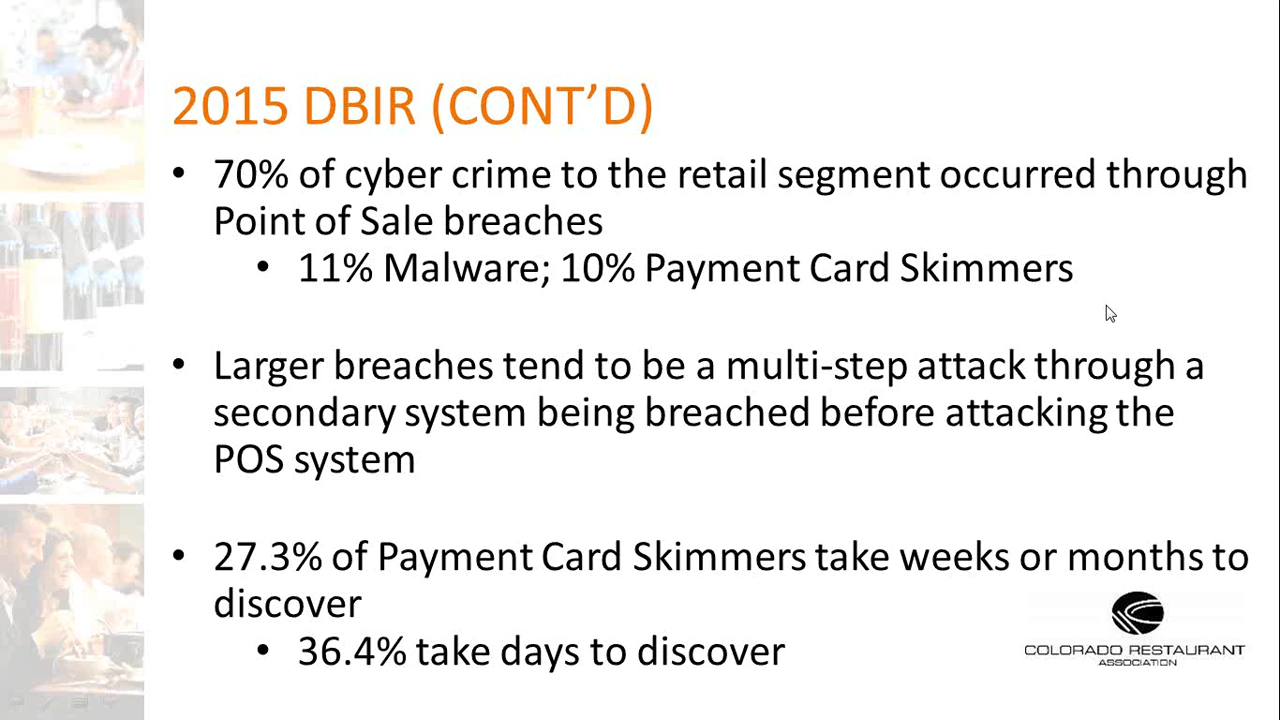 2015 DBIR (CONT’D)
• 70% of cyber crime to the retail segment occurred through
Point of Sale breaches
• 11% Malware; 10% Payment Card Skimmers
• Larger breaches tend to be a multi-step attack through a
secondary system being breached before attacking the
POS system
• 27.3% of Payment Card Skimmers take weeks or months to
discover
• 36.4% take days to discover
COLORADO RESTAURANT
ASSOCIATION